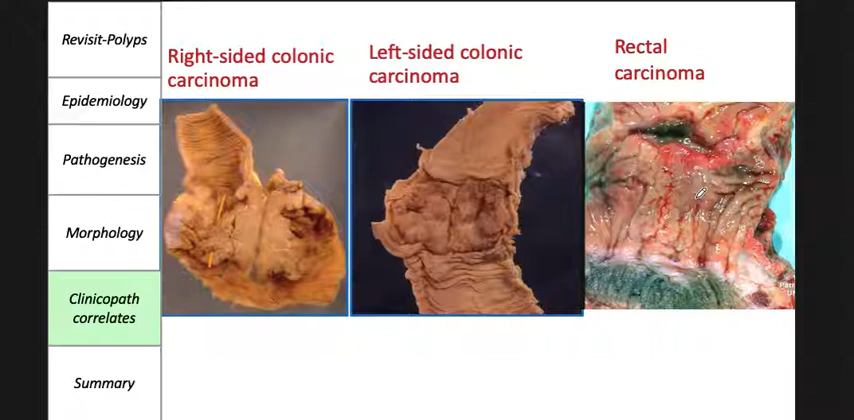 Revisit-Polyps
Epidemiology
Pathogenesis
Morphology
Clinicopath
correlates
Summary
Right-sided colonic
carcinoma
Left-sided colonic
carcinoma
Rectal
carcinoma